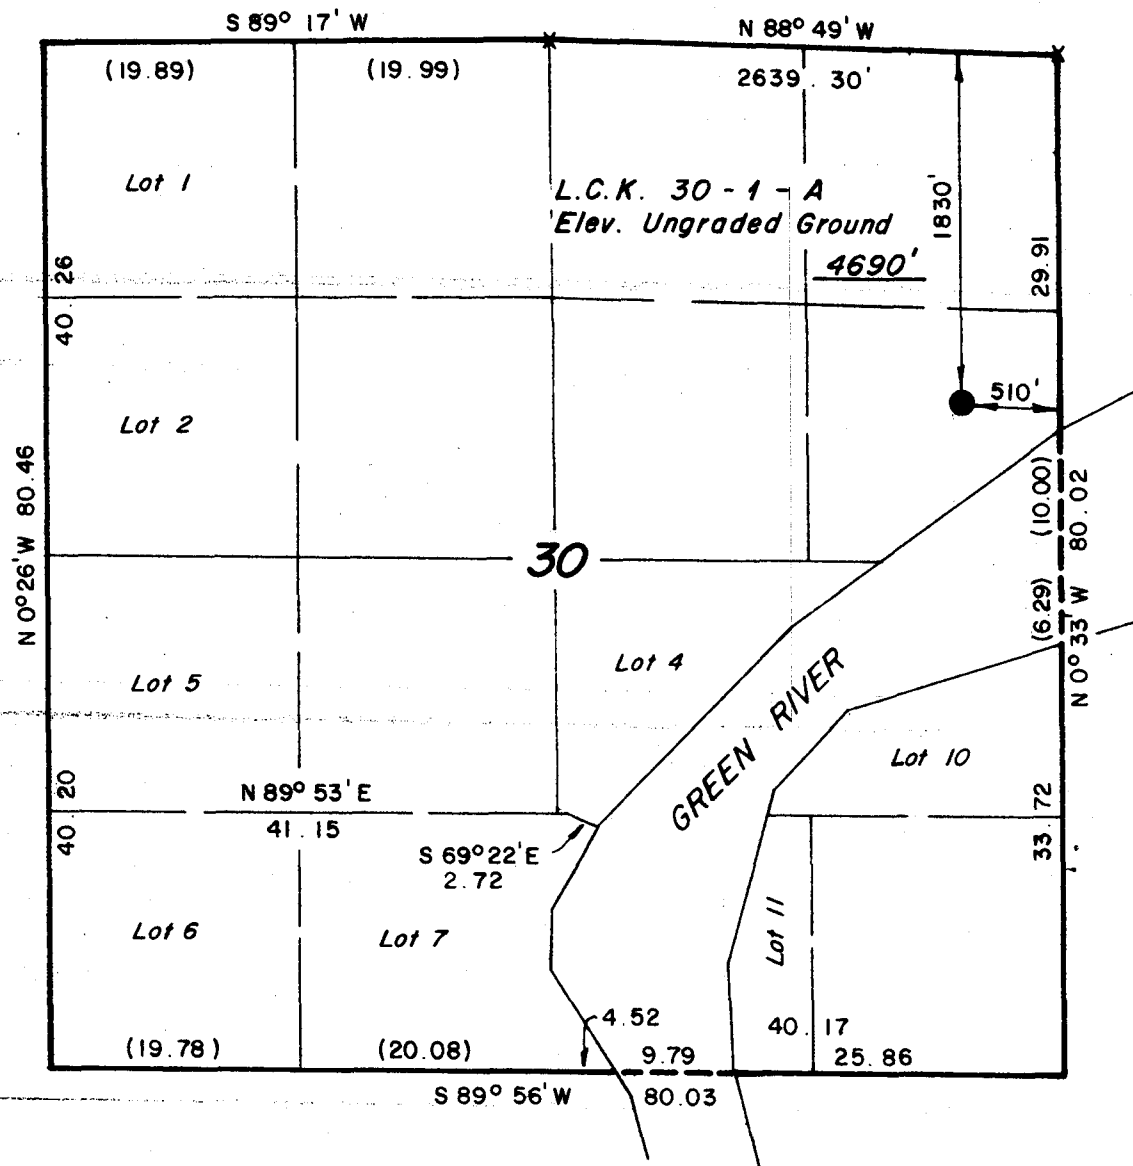 S 89° 17' W
N 88° 49' W
(19.89)
(19.99)
2639.30'
Lot 1
L.C.K. 30-1-A
Elev. Ungraded Ground
4690'
1830'
29.91
40.26
510'
Lot 2
N 0° 26' W 80.46
30
(10.00)
80.02
(6.29)
N 0° 33' W
Lot 4
Lot 5
GREEN RIVER
Lot 10
N 89° 53' E
41.15
40.20
33.72
S 69° 22' E
2.72
Lot 6
Lot 7
Lot 11
4.52
40.17
(19.78)
(20.08)
9.79
25.86
S 89° 56' W
80.03